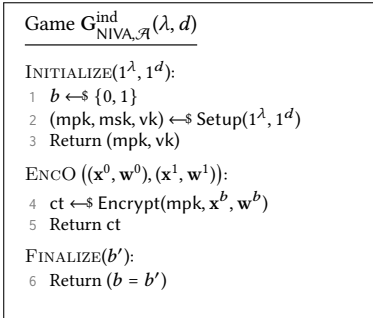 Game G^ind_NIVA,𝒜(λ, d)
INITIALIZE(1^λ, 1^d):
1 b ←$ {0, 1}
2 (mpk, msk, vk) ←$ Setup(1^λ, 1^d)
3 Return (mpk, vk)
ENCO ((x^0, w^0), (x^1, w^1)):
4 ct ←$ Encrypt(mpk, x^b, w^b)
5 Return ct
FINALIZE(b′):
6 Return (b = b′)